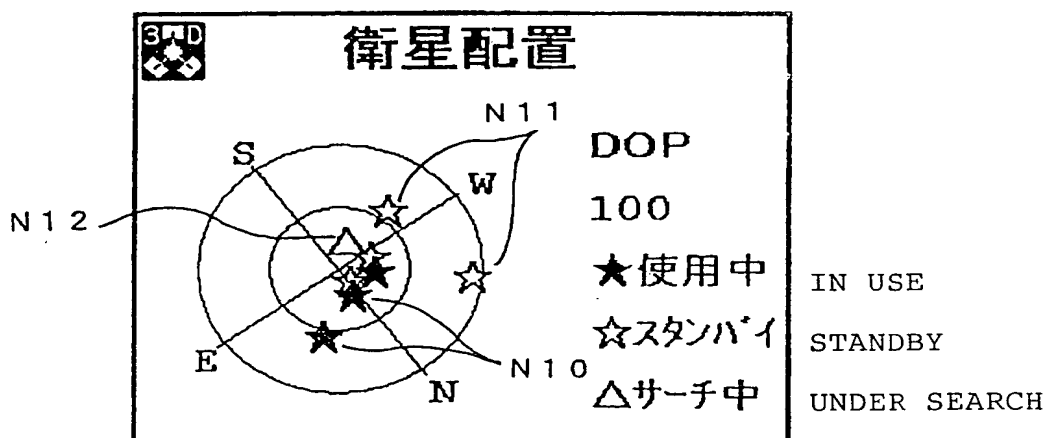 3 D
衛星配置
N11
DOP
S
W
100
N12
★使用中 IN USE
☆スタンバイ STANDBY
E
N10
N
△サーチ中 UNDER SEARCH